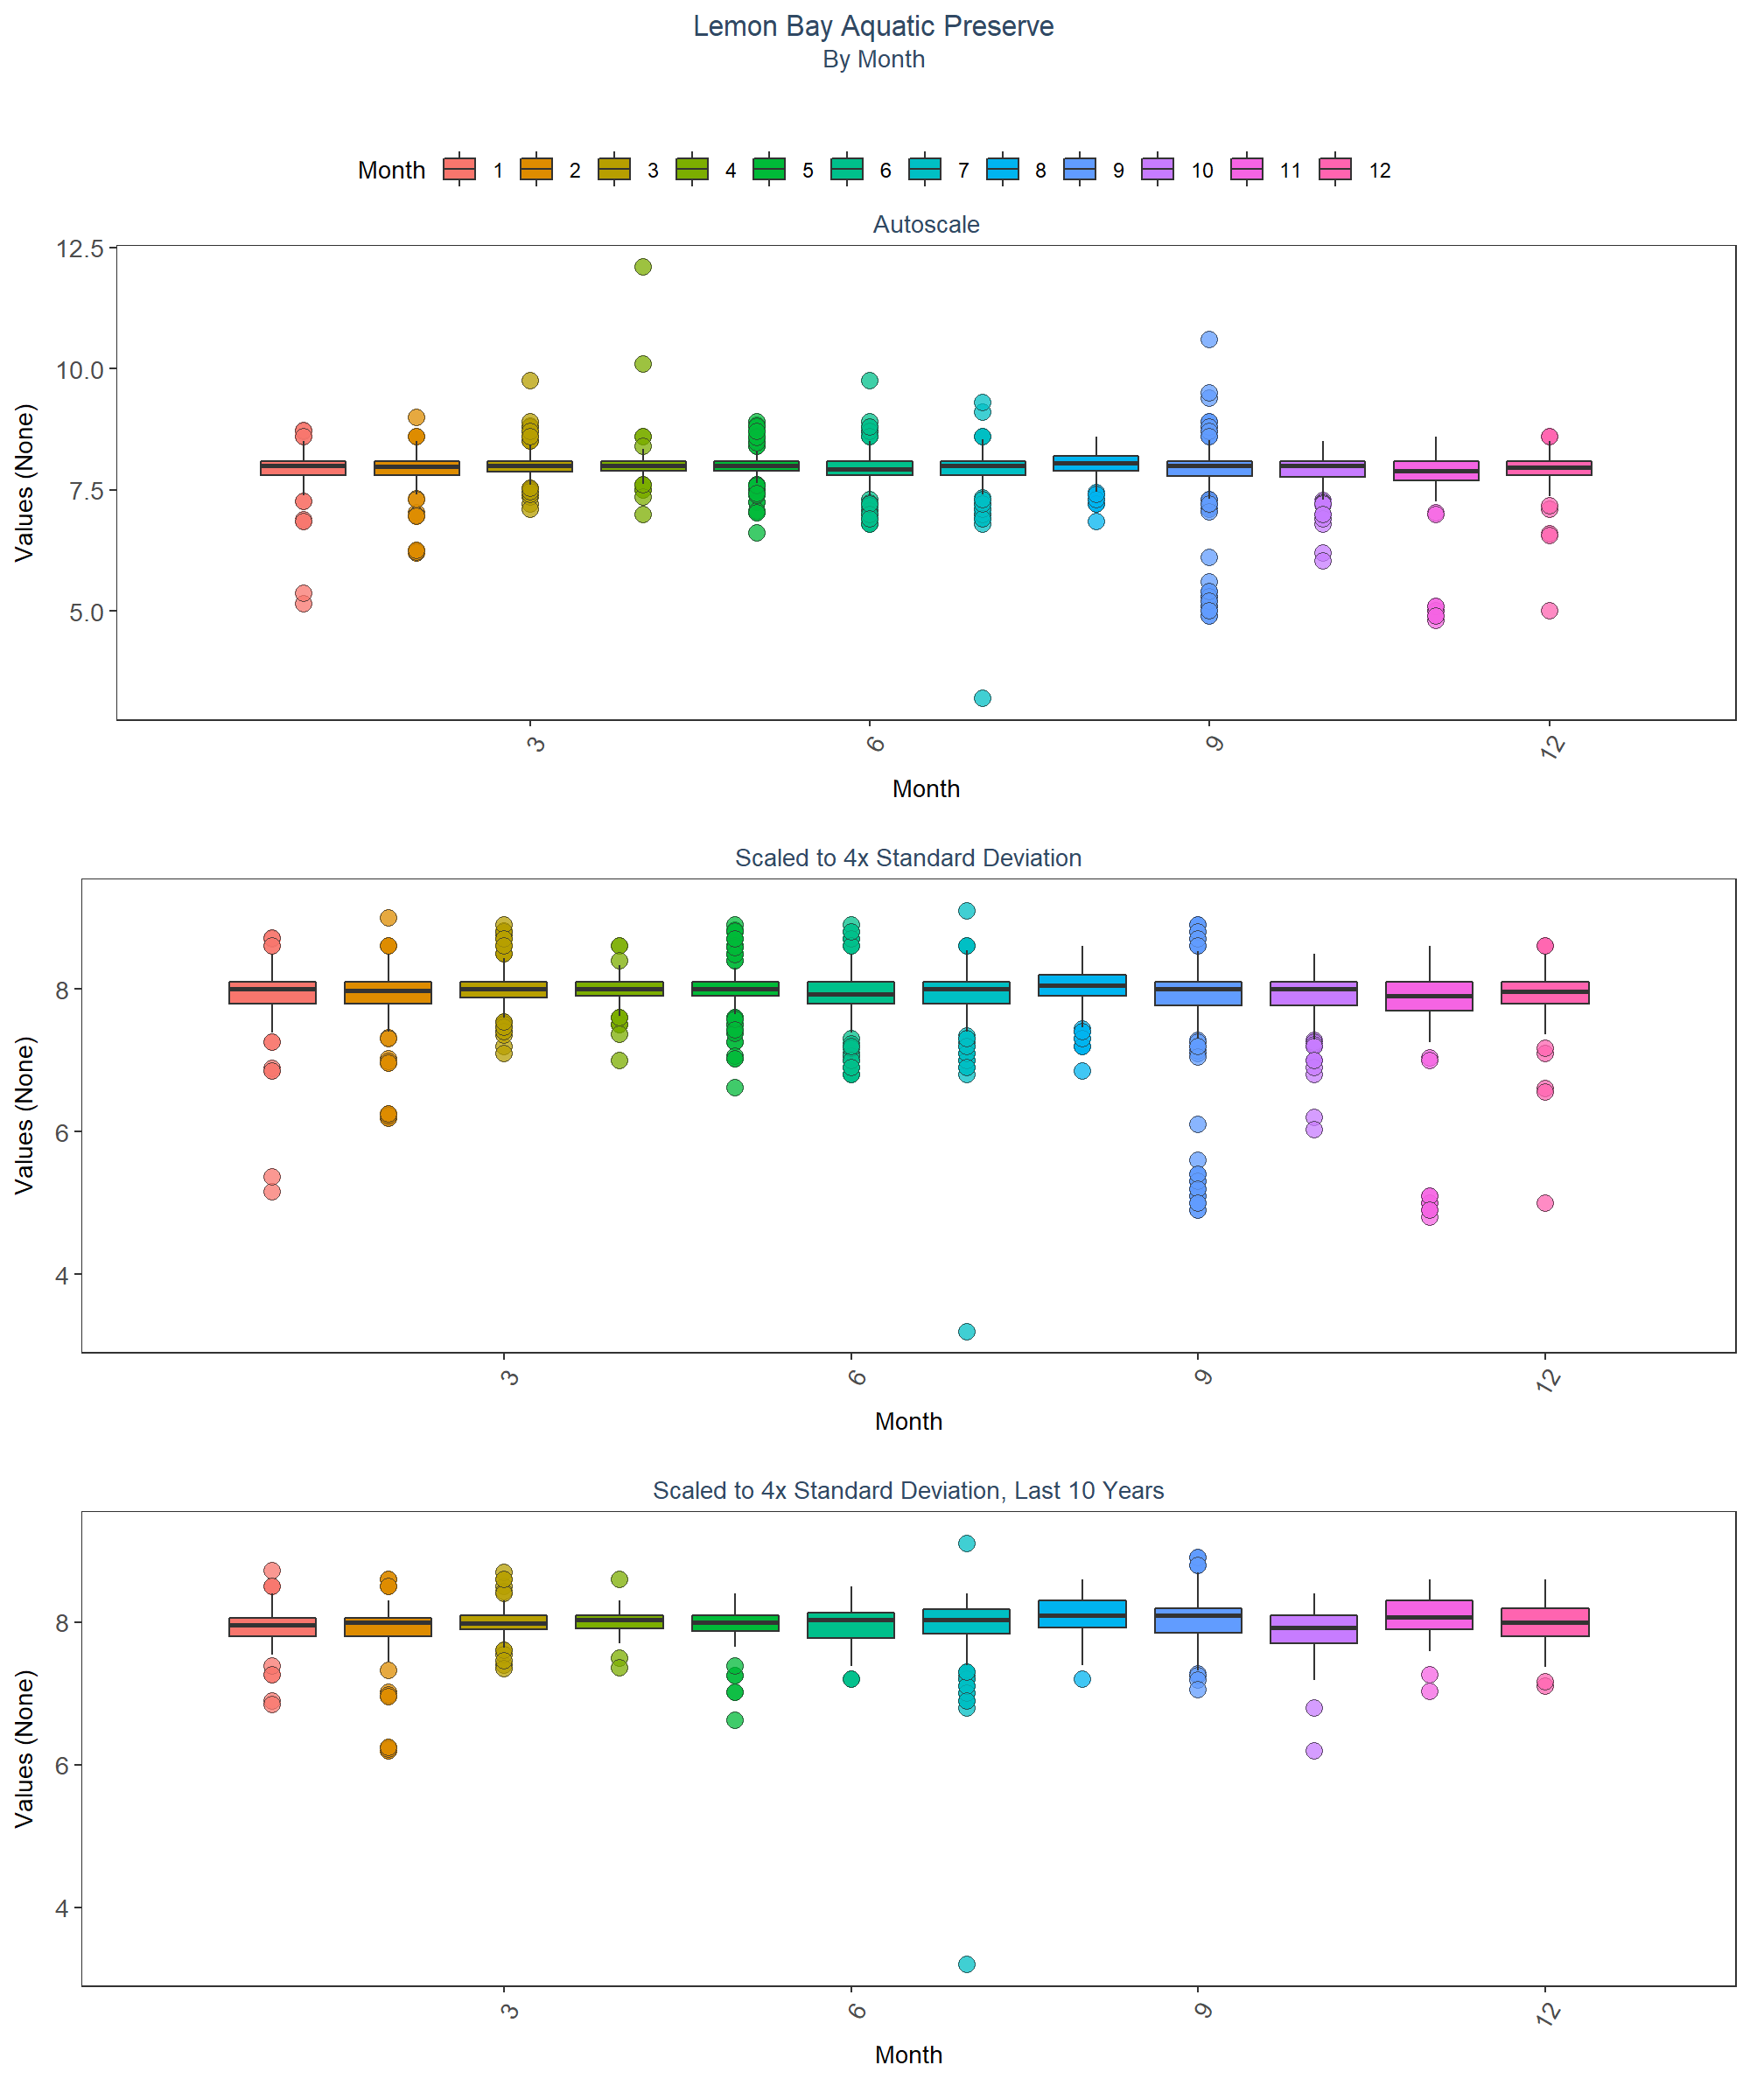 Lemon Bay Aquatic Preserve
By Month
Month 1 2 3 4 5 6 7 8 9 10 11 12
Autoscale
Values (None)
12.5
10.0
7.5
5.0
3 6 9 12
Month
Scaled to 4x Standard Deviation
Values (None)
8
6
4
3 6 9 12
Month
Scaled to 4x Standard Deviation, Last 10 Years
Values (None)
8
6
4
3 6 9 12
Month